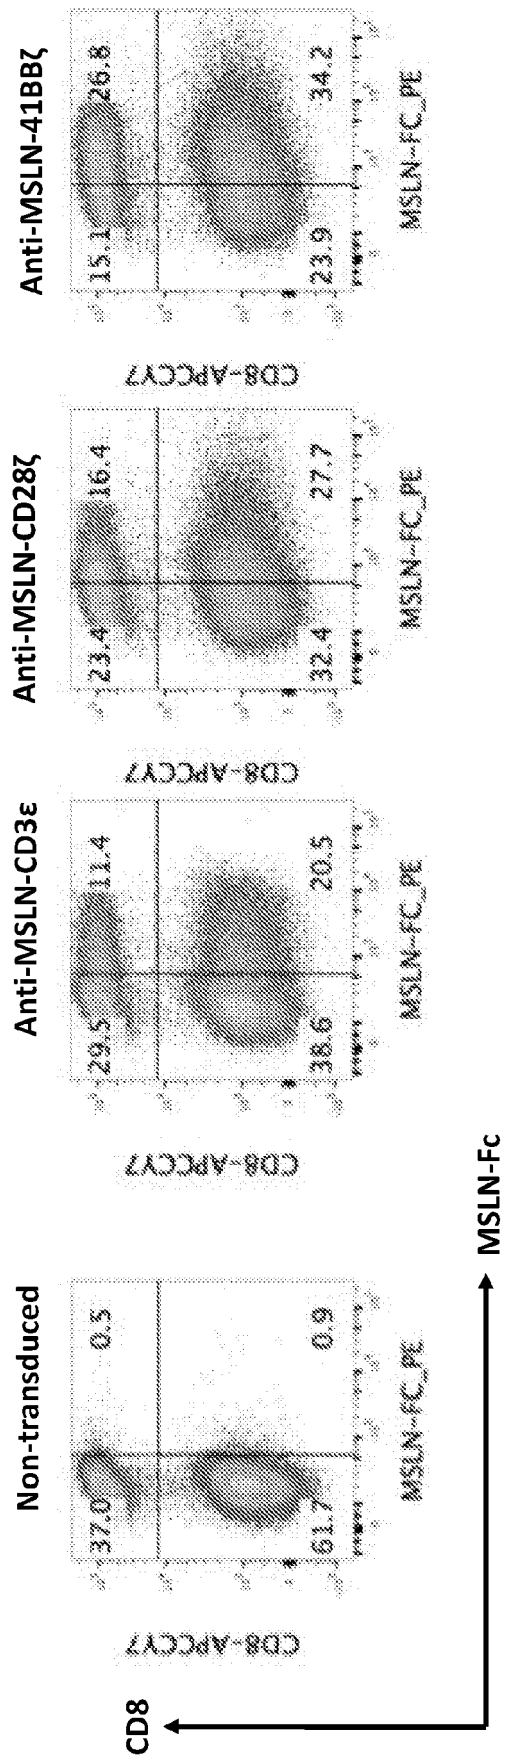 Non-transduced
Anti-MSLN-CD3ε
Anti-MSLN-CD28ζ
Anti-MSLN-41BBζ
CD8
CD8-APCCY7
37.0
0.5
61.7
0.9
MSLN-FC_PE
CD8-APCCY7
29.5
11.4
38.6
20.5
MSLN-FC_PE
CD8-APCCY7
23.4
16.4
32.4
27.7
MSLN-FC_PE
CD8-APCCY7
15.1
26.8
23.9
34.2
MSLN-FC_PE
MSLN-Fc